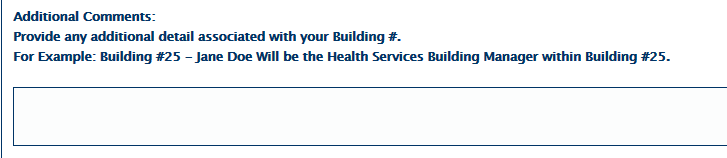 Additional Comments:
Provide any additional detail associated with your Building #.
For Example: Building #25 – Jane Doe Will be the Health Services Building Manager within Building #25.